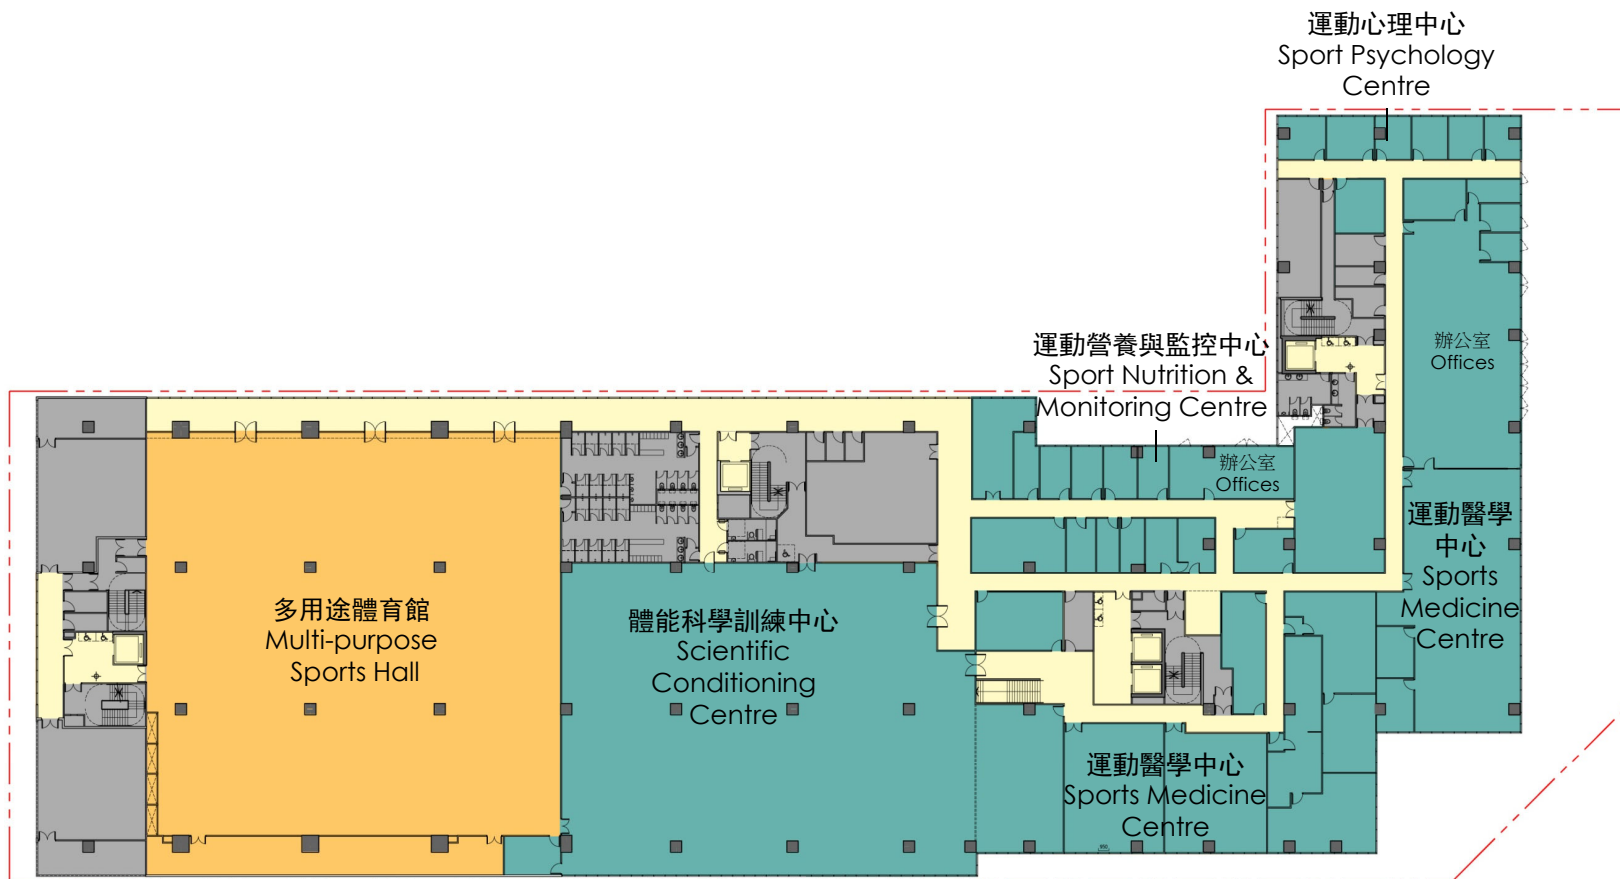 運動心理中心
Sport Psychology
Centre
運動營養與監控中心
Sport Nutrition &
Monitoring Centre
辦公室
Offices
辦公室
Offices
運動醫學
中心
Sports
Medicine
Centre
多用途體育館
Multi-purpose
Sports Hall
體能科學訓練中心
Scientific
Conditioning
Centre
運動醫學中心
Sports Medicine
Centre